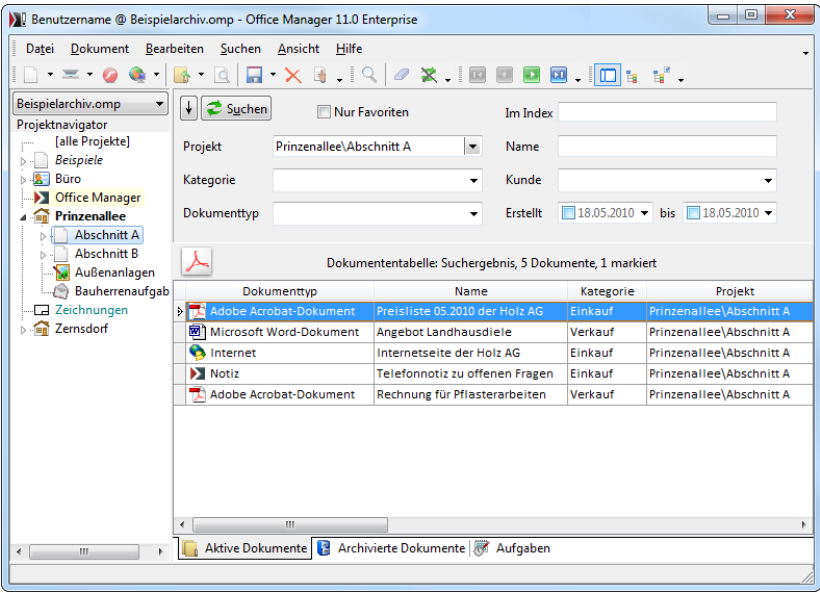 Benutzername @ Beispielarchiv.omp - Office Manager 11.0 Enterprise
Datei Dokument Bearbeiten Suchen Ansicht Hilfe
Beispielarchiv.omp
Projektnavigator
[alle Projekte]
Beispiele
Büro
Office Manager
Prinzenallee
Abschnitt A
Abschnitt B
Außenanlagen
Bauherrenaufgab
Zeichnungen
Zernsdorf
Suchen Nur Favoriten Im Index
Projekt Prinzenallee\Abschnitt A Name
Kategorie Kunde
Dokumenttyp Erstellt 18.05.2010 bis 18.05.2010
Dokumententabelle: Suchergebnis, 5 Dokumente, 1 markiert
Dokumenttyp Name Kategorie Projekt
Adobe Acrobat-Dokument Preisliste 05.2010 der Holz AG Einkauf Prinzenallee\Abschnitt A
Microsoft Word-Dokument Angebot Landhausdiele Verkauf Prinzenallee\Abschnitt A
Internet Internetseite der Holz AG Einkauf Prinzenallee\Abschnitt A
Notiz Telefonnotiz zu offenen Fragen Einkauf Prinzenallee\Abschnitt A
Adobe Acrobat-Dokument Rechnung für Pflasterarbeiten Verkauf Prinzenallee\Abschnitt A
Aktive Dokumente Archivierte Dokumente Aufgaben